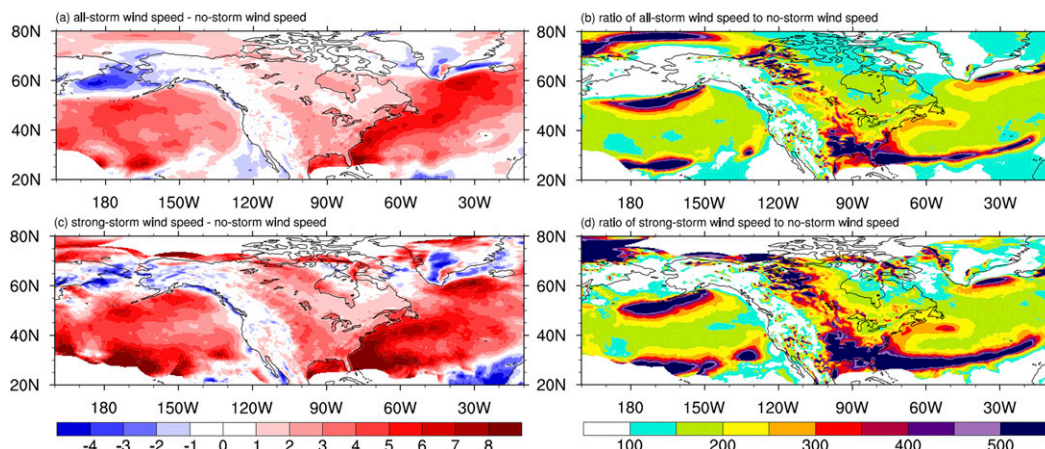 (a) all-storm wind speed - no-storm wind speed
(b) ratio of all-storm wind speed to no-storm wind speed
80N
60N
40N
20N
180 150W 120W 90W 60W 30W
80N
60N
40N
20N
180 150W 120W 90W 60W 30W
(c) strong-storm wind speed - no-storm wind speed
(d) ratio of strong-storm wind speed to no-storm wind speed
80N
60N
40N
20N
180 150W 120W 90W 60W 30W
80N
60N
40N
20N
180 150W 120W 90W 60W 30W
-4 -3 -2 -1 0 1 2 3 4 5 6 7 8
100 200 300 400 500